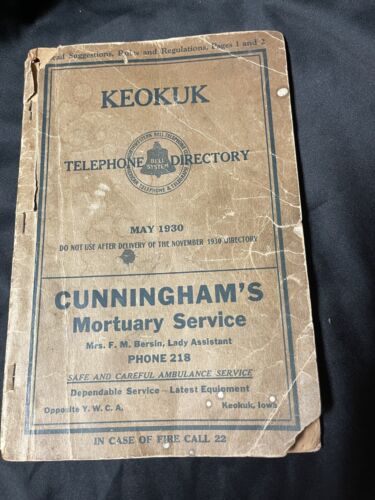 Read Suggestions, Rules and Regulations, Pages 1 and 2
KEOKUK
TELEPHONE DIRECTORY
BELL
SYSTEM
MAY 1930
DO NOT USE AFTER DELIVERY OF THE NOVEMBER 1930 DIRECTORY
CUNNINGHAM'S
Mortuary Service
Mrs. F. M. Bersin, Lady Assistant
PHONE 218
SAFE AND CAREFUL AMBULANCE SERVICE
Dependable Service — Latest Equipment
Opposite Y. W. C. A. Keokuk, Iowa
IN CASE OF FIRE CALL 22